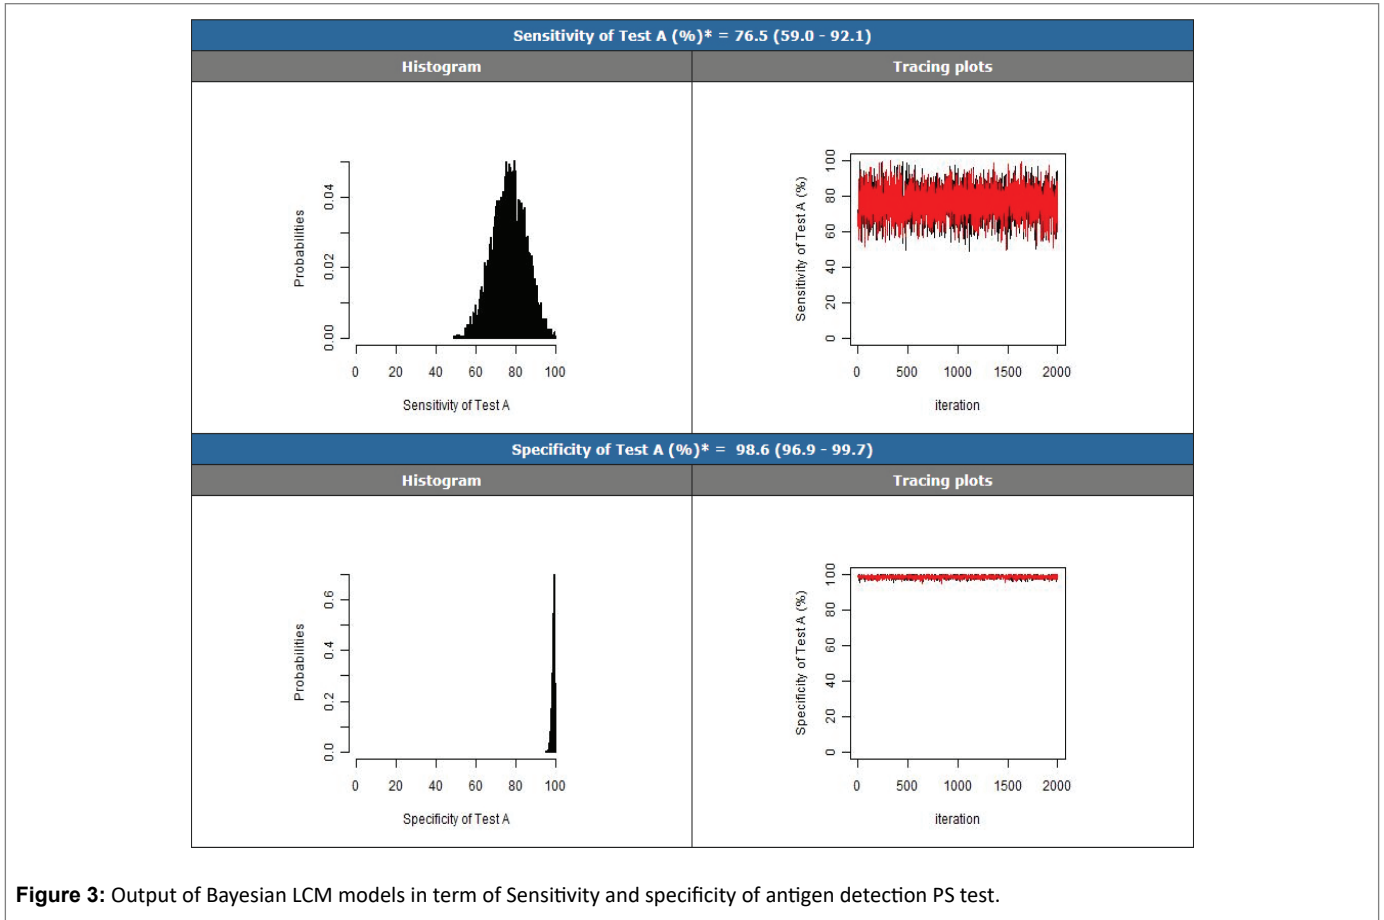 Sensitivity of Test A (%)* = 76.5 (59.0 - 92.1)
Histogram
Tracing plots
Probabilities
0.00
0.02
0.04
0 20 40 60 80 100
Sensitivity of Test A
Sensitivity of Test A (%)
0
20
40
60
80
100
0 500 1000 1500 2000
iteration
Specificity of Test A (%)* = 98.6 (96.9 - 99.7)
Histogram
Tracing plots
Probabilities
0.0
0.2
0.4
0.6
0 20 40 60 80 100
Specificity of Test A
Specificity of Test A (%)
0
20
40
60
80
100
0 500 1000 1500 2000
iteration
Figure 3: Output of Bayesian LCM models in term of Sensitivity and specificity of antigen detection PS test.